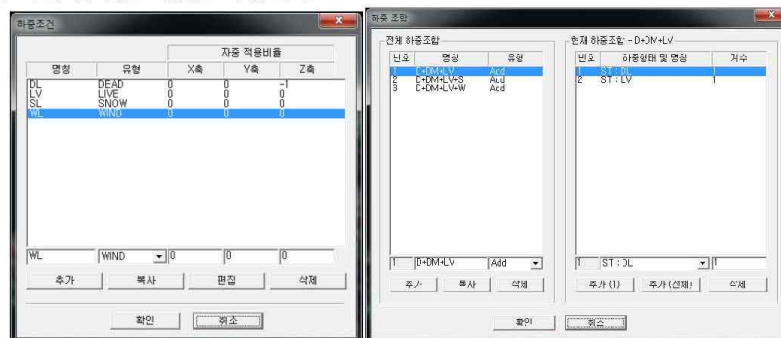 하중조건
자중 적용비율
명칭 유형 X축 Y축 Z축
DL DEAD 0 0 -1
LV LIVE 0 0 0
SL SNOW 0 0 0
WL WIND 0 0 0
WL WIND 0 0 0
추가 복사 편집 삭제
확인 취소
하중 조합
전체 하중조합
번호 명칭 유형
1 D+DM+LV Add
2 D+DM+LV+S Add
3 D+DM+LV+W Add
1 D+DM+LV Add
추가 복사 삭제
현재 하중조합 - D+DM+LV
번호 하중형태 및 명칭 계수
1 ST : DL 1
2 ST : LV 1
1 ST : DL 1
추가 (1) 추가 (전체) 삭제
확인 취소